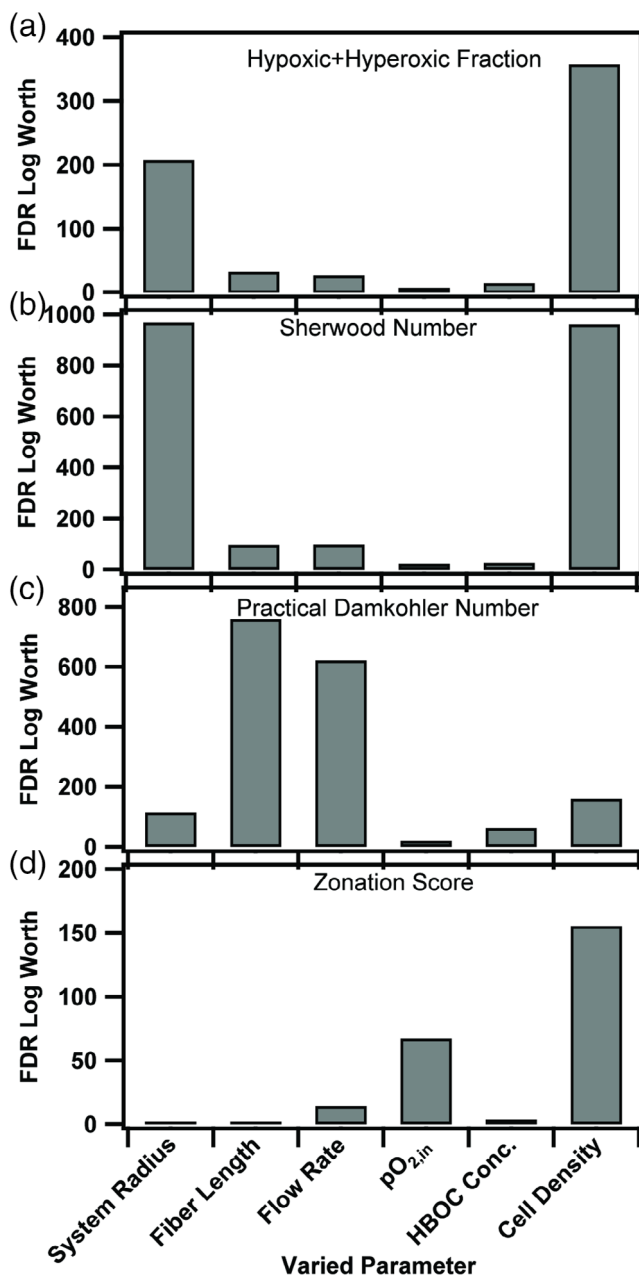 (a)
400
Hypoxic+Hyperoxic Fraction
300
FDR Log Worth
200
100
0
(b)
1000
Sherwood Number
800
FDR Log Worth
600
400
200
0
(c)
800
Practical Damkohler Number
FDR Log Worth
600
400
200
0
(d)
200
Zonation Score
FDR Log Worth
150
100
50
0
System Radius
Fiber Length
Flow Rate
pO2,in
HBOC Conc.
Cell Density
Varied Parameter